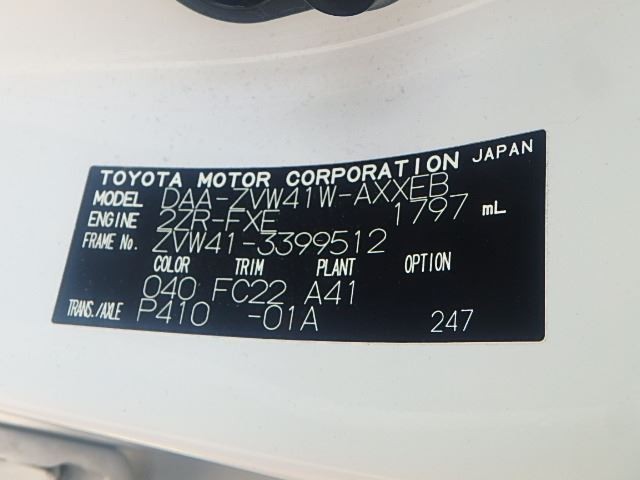 TOYOTA MOTOR CORPORATION JAPAN
MODEL DAA-ZVW41W-AXXEB
ENGINE 2ZR-FXE 1797 mL
FRAME No. ZVW41-3399512
COLOR TRIM PLANT OPTION
040 FC22 A41
TRANS./AXLE P410 -01A 247